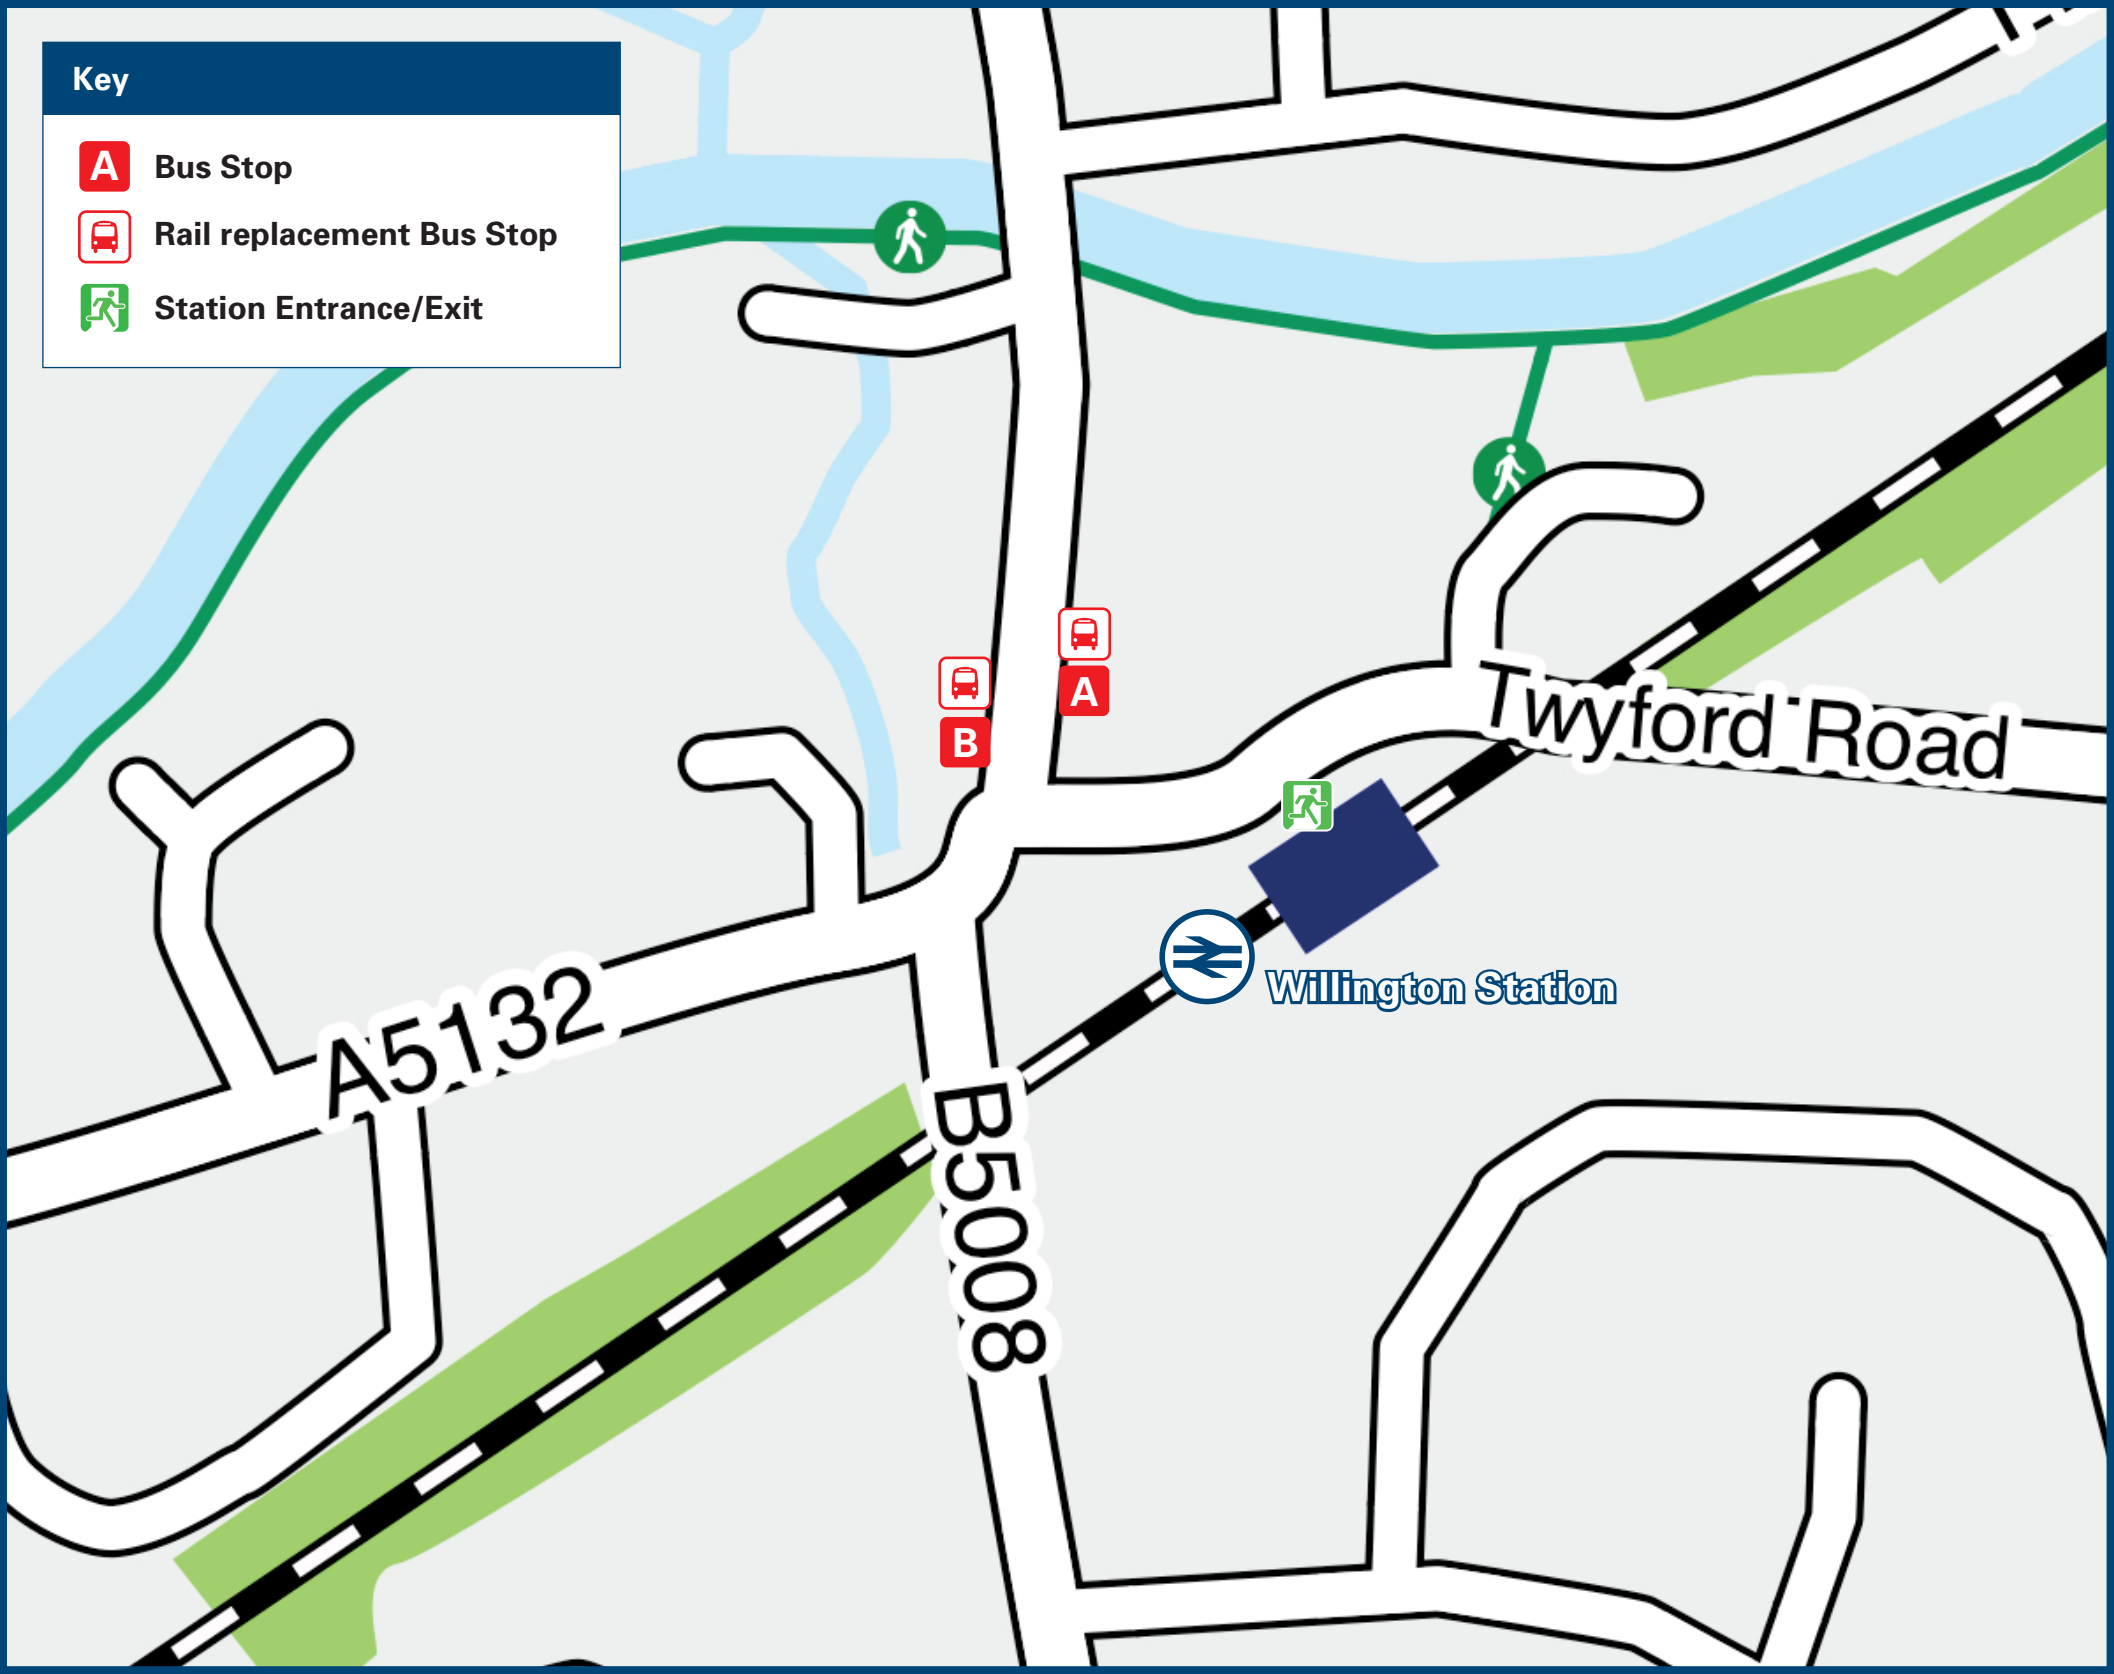 Key
A Bus Stop
Rail replacement Bus Stop
Station Entrance/Exit
A
B
Twyford Road
Willington Station
A5132
B5008